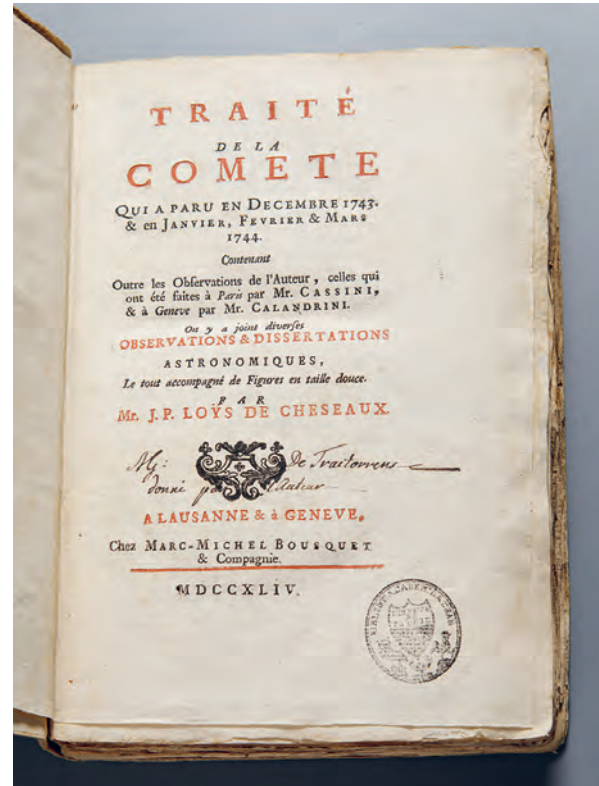 TRAITÉ
DE LA
COMETE
QUI A PARU EN DECEMBRE 1743.
& en JANVIER, FEVRIER & MARS
1744.
Contenant
Outre les Observations de l'Auteur, celles qui
ont été faites à Paris par Mr. CASSINI,
& à Geneve par Mr. CALANDRINI.
On y a joint diverses
OBSERVATIONS & DISSERTATIONS
ASTRONOMIQUES,
Le tout accompagné de Figures en taille douce.
PAR
Mr. J. P. LOŸS DE CHESEAUX.
De Traitorrens
donné par l'Auteur
A LAUSANNE & à GENEVE,
Chez MARC-MICHEL BOUSQUET
& Compagnie.
MDCCXLIV.